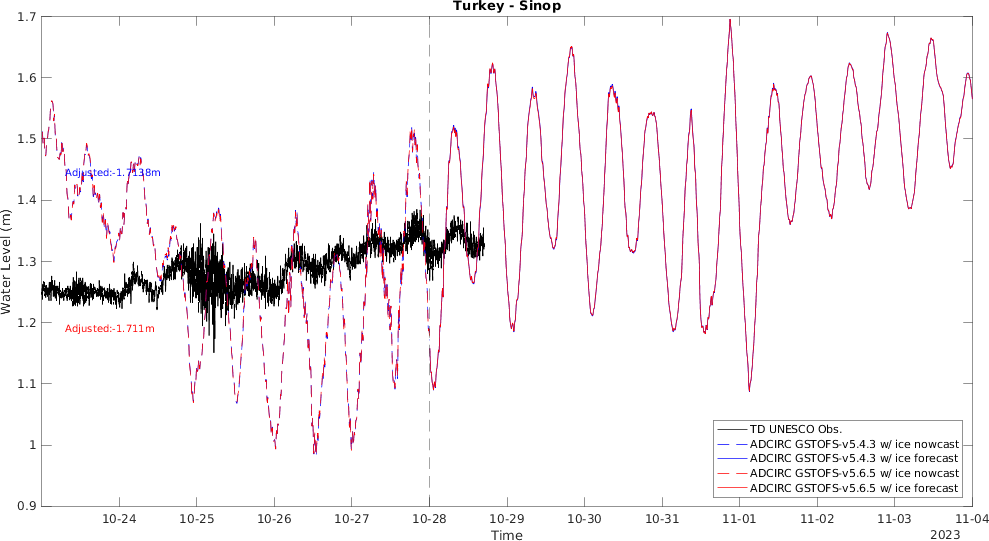 Turkey - Sinop
1.7
1.6
1.5
1.4
1.3
1.2
1.1
1
0.9
Water Level (m)
Adjusted:-1.7138m
Adjusted:-1.711m
TD UNESCO Obs.
ADCIRC GSTOFS-v5.4.3 w/ ice nowcast
ADCIRC GSTOFS-v5.4.3 w/ ice forecast
ADCIRC GSTOFS-v5.6.5 w/ ice nowcast
ADCIRC GSTOFS-v5.6.5 w/ ice forecast
10-24 10-25 10-26 10-27 10-28 10-29 10-30 10-31 11-01 11-02 11-03 11-04
Time
2023